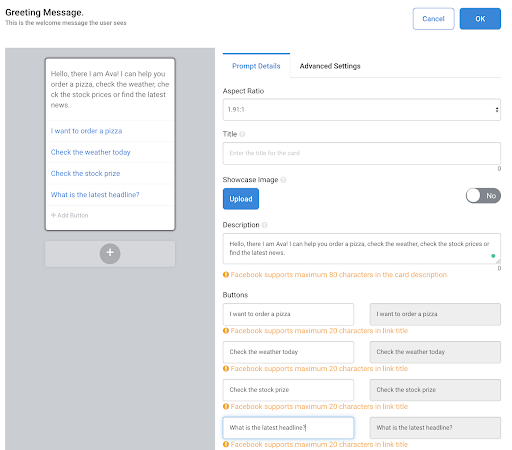 Greeting Message.
This is the welcome message the user sees
Cancel
OK
Hello, there I am Ava! I can help you
order a pizza, check the weather, che
ck the stock prices or find the latest
news.
I want to order a pizza
Check the weather today
Check the stock prize
What is the latest headline?
Add Button
+
Prompt Details
Advanced Settings
Aspect Ratio
1.91:1
Title
Enter the title for the card
0
Showcase Image
Upload
No
Description
Hello, there I am Ava! I can help you order a pizza, check the weather, check the stock prices or
find the latest news.
0
Facebook supports maximum 80 characters in the card description
Buttons
I want to order a pizza
I want to order a pizza
Facebook supports maximum 20 characters in link title
Check the weather today
Check the weather today
Facebook supports maximum 20 characters in link title
Check the stock prize
Check the stock prize
Facebook supports maximum 20 characters in link title
What is the latest headline?
What is the latest headline?
Facebook supports maximum 20 characters in link title